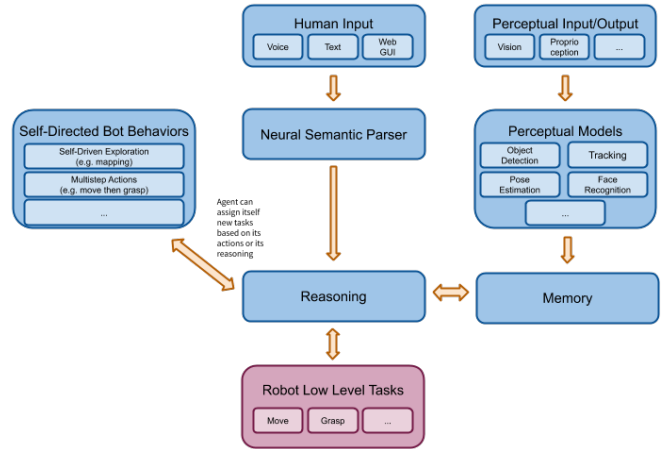 Human Input
Voice
Text
Web
GUI
Perceptual Input/Output
Vision
Proprio
ception
...
Self-Directed Bot Behaviors
Self-Driven Exploration
(e.g. mapping)
Multistep Actions
(e.g. move then grasp)
...
Neural Semantic Parser
Perceptual Models
Object
Detection
Tracking
Pose
Estimation
Face
Recognition
...
Agent can
assign itself
new tasks
based on its
actions or its
reasoning
Reasoning
Memory
Robot Low Level Tasks
Move
Grasp
...